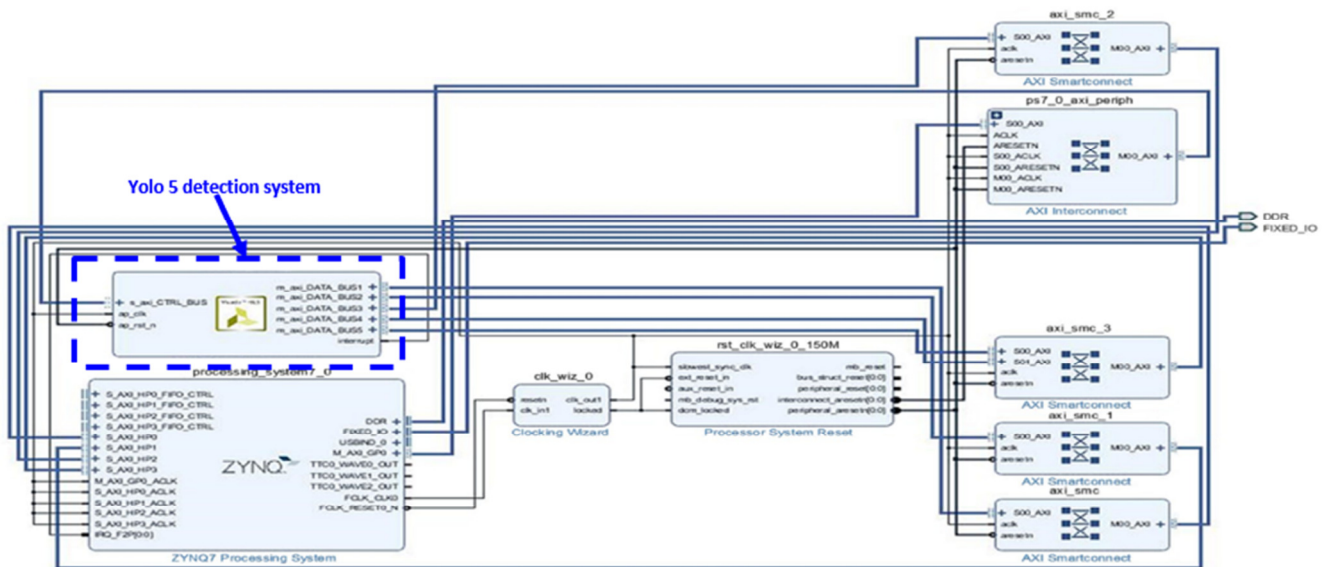 axi_smc_2
S00_AXI
aclk
aresetn
M00_AXI
AXI Smartconnect
ps7_0_axi_periph
S00_AXI
ACLK
ARESETN
S00_ACLK
S00_ARESETN
M00_ACLK
M00_ARESETN
M00_AXI
AXI Interconnect
DDR
FIXED_IO
Yolo 5 detection system
s_axi_CTRL_BUS
ap_clk
ap_rst_n
m_axi_DATA_BUS1
m_axi_DATA_BUS2
m_axi_DATA_BUS3
m_axi_DATA_BUS4
m_axi_DATA_BUS5
interrupt
processing_system7_0
S_AXI_HP0_FIFO_CTRL
S_AXI_HP1_FIFO_CTRL
S_AXI_HP2_FIFO_CTRL
S_AXI_HP3_FIFO_CTRL
S_AXI_HP0
S_AXI_HP1
S_AXI_HP2
S_AXI_HP3
M_AXI_GP0_ACLK
S_AXI_HP0_ACLK
S_AXI_HP1_ACLK
S_AXI_HP2_ACLK
S_AXI_HP3_ACLK
IRQ_F2P[0:0]
ZYNQ
DDR
FIXED_IO
USBIND_0
M_AXI_GP0
TTC0_WAVE0_OUT
TTC0_WAVE1_OUT
TTC0_WAVE2_OUT
FCLK_CLK0
FCLK_RESET0_N
ZYNQ7 Processing System
clk_wiz_0
resetn
clk_in1
clk_out1
locked
Clocking Wizard
rst_clk_wiz_0_150M
slowest_sync_clk
ext_reset_in
aux_reset_in
mb_debug_sys_rst
dcm_locked
mb_reset
bus_struct_reset[0:0]
peripheral_reset[0:0]
interconnect_aresetn[0:0]
peripheral_aresetn[0:0]
Processor System Reset
axi_smc_3
S00_AXI
S01_AXI
aclk
aresetn
M00_AXI
AXI Smartconnect
axi_smc_1
S00_AXI
aclk
aresetn
M00_AXI
AXI Smartconnect
axi_smc
S00_AXI
aclk
aresetn
M00_AXI
AXI Smartconnect